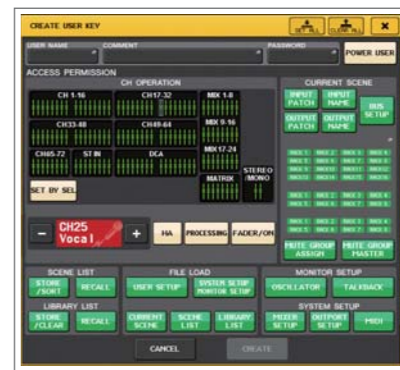 CREATE USER KEY
SET ALL
CLEAR ALL
USER NAME
COMMENT
PASSWORD
POWER USER
ACCESS PERMISSION
CH OPERATION
CH 1-16
CH17-32
MIX 1-8
CH33-48
CH49-64
MIX 9-16
CH65-72
ST IN
DCA
MIX17-24
MATRIX
STEREO
/MONO
SET BY SEL
CH25
Vocal
HA
PROCESSING
FADER/ON
CURRENT SCENE
INPUT
PATCH
INPUT
NAME
OUTPUT
PATCH
OUTPUT
NAME
BUS
SETUP
MUTE GROUP
ASSIGN
MUTE GROUP
MASTER
SCENE
LIST
STORE
/SORT
RECALL
FILE LOAD
USER SETUP
SYSTEM SETUP
MONITOR SETUP
MONITOR SETUP
OSCILLATOR
TALKBACK
LIBRARY
LIST
STORE
/CLEAR
RECALL
CURRENT
SCENE
SCENE
LIST
LIBRARY
LIST
SYSTEM SETUP
MIXER
SETUP
OUTPORT
SETUP
MIDI
CANCEL
CREATE